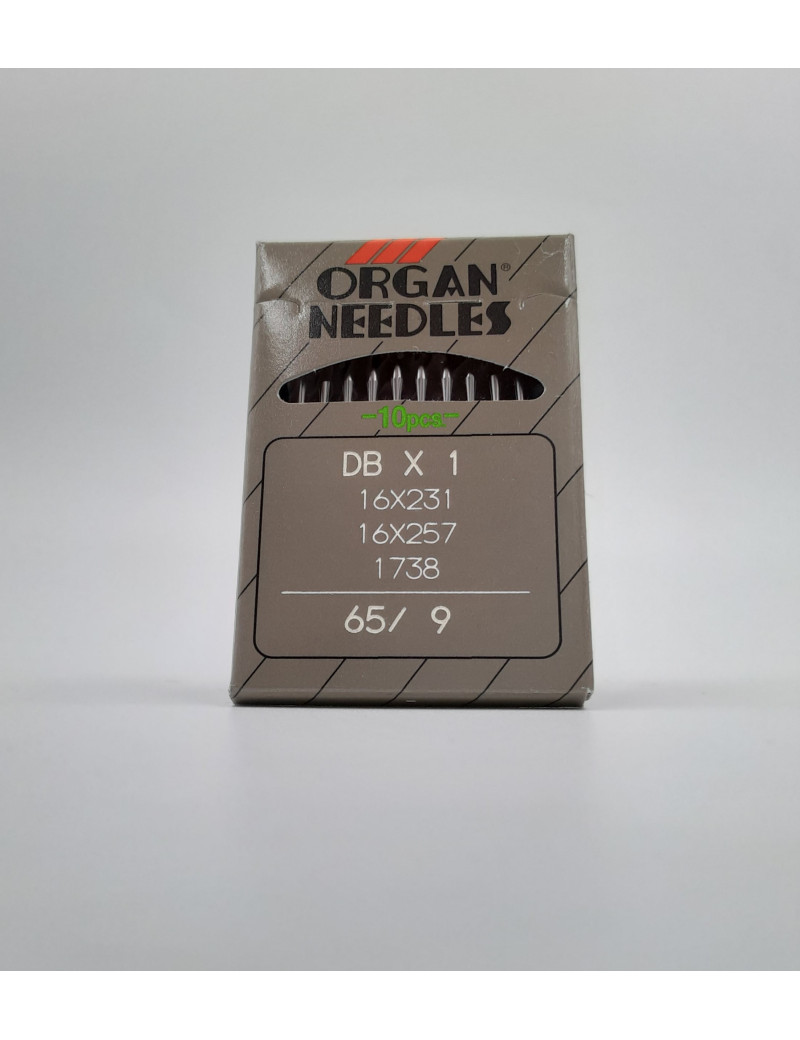 ORGAN®
NEEDLES
-10pcs.-
DB X 1
16X231
16X257
1738
65/ 9